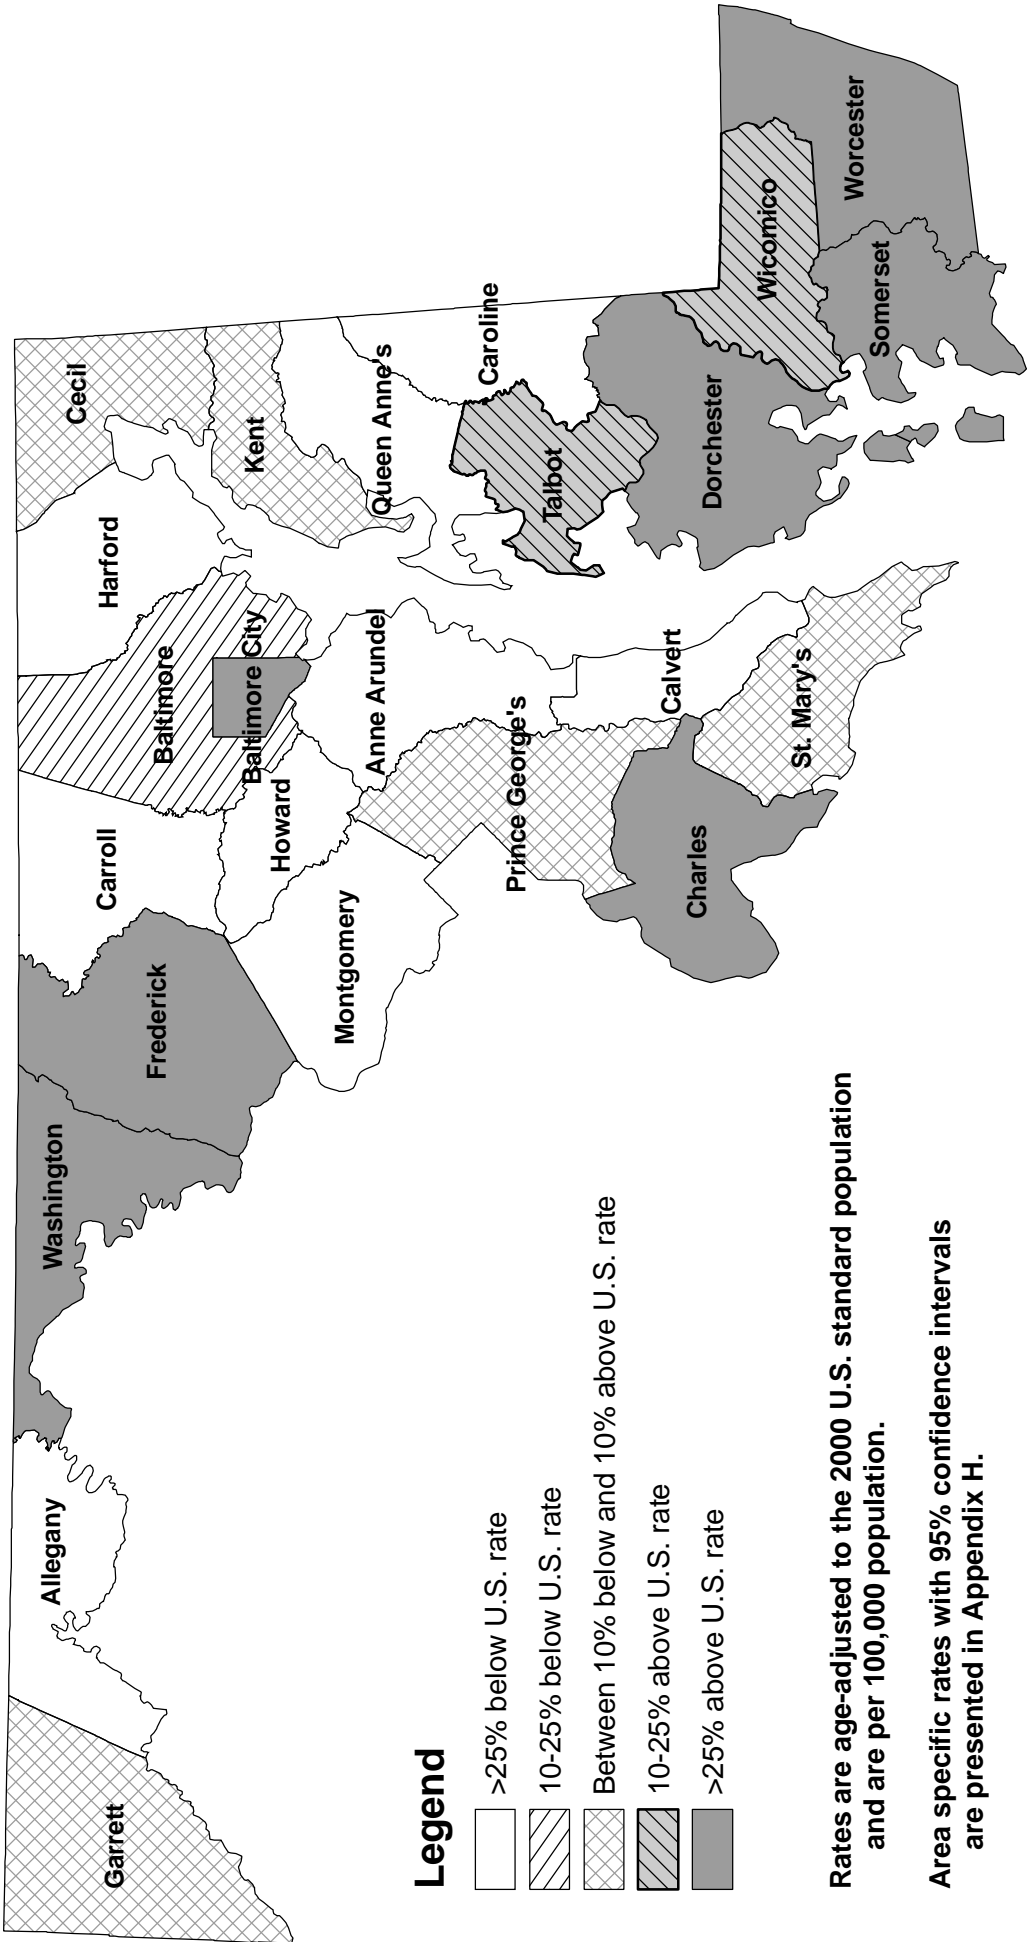 Garrett
Allegany
Washington
Frederick
Carroll
Baltimore
Harford
Cecil
Baltimore City
Howard
Montgomery
Kent
Anne Arundel
Queen Anne's
Prince George's
Caroline
Talbot
Calvert
Charles
St. Mary's
Dorchester
Wicomico
Worcester
Somerset
Legend
>25% below U.S. rate
10-25% below U.S. rate
Between 10% below and 10% above U.S. rate
10-25% above U.S. rate
>25% above U.S. rate
Rates are age-adjusted to the 2000 U.S. standard population
and are per 100,000 population.
Area specific rates with 95% confidence intervals
are presented in Appendix H.